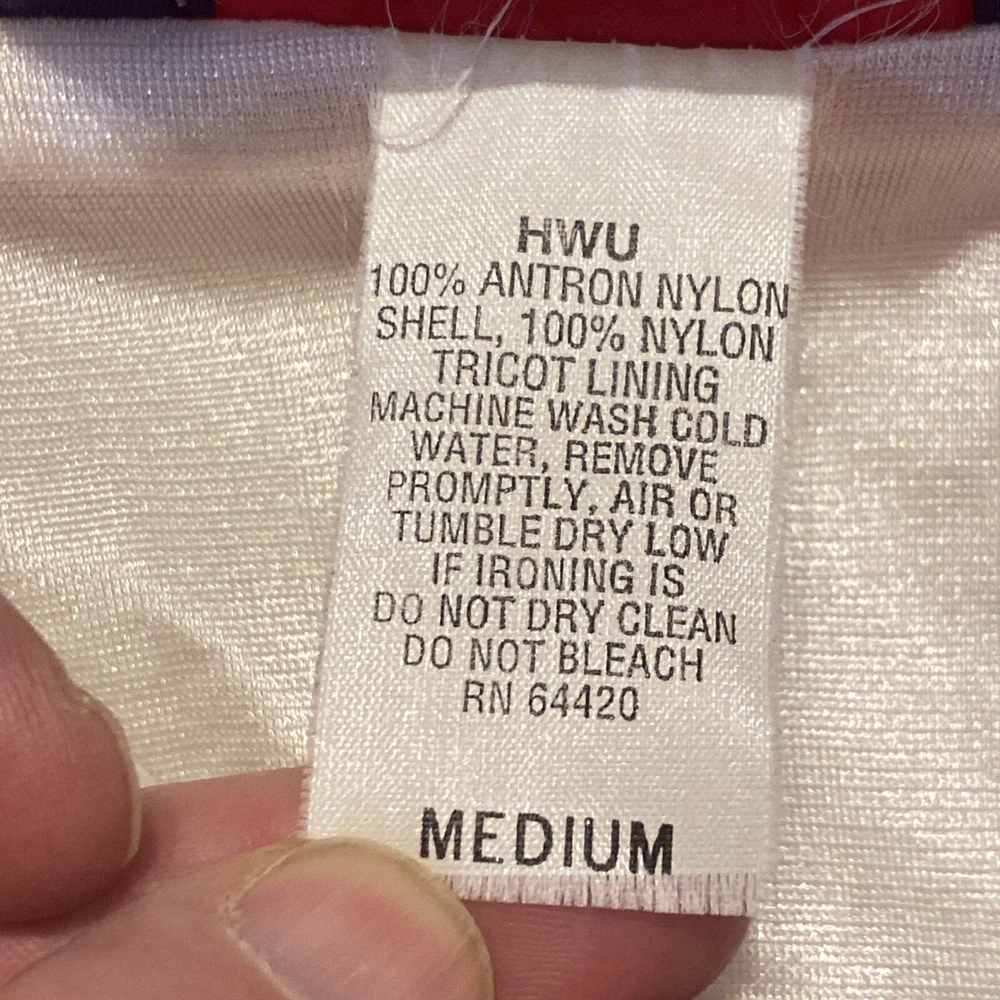 HWU
100% ANTRON NYLON
SHELL, 100% NYLON
TRICOT LINING
MACHINE WASH COLD
WATER, REMOVE
PROMPTLY, AIR OR
TUMBLE DRY LOW
IF IRONING IS
DO NOT DRY CLEAN
DO NOT BLEACH
RN 64420
MEDIUM